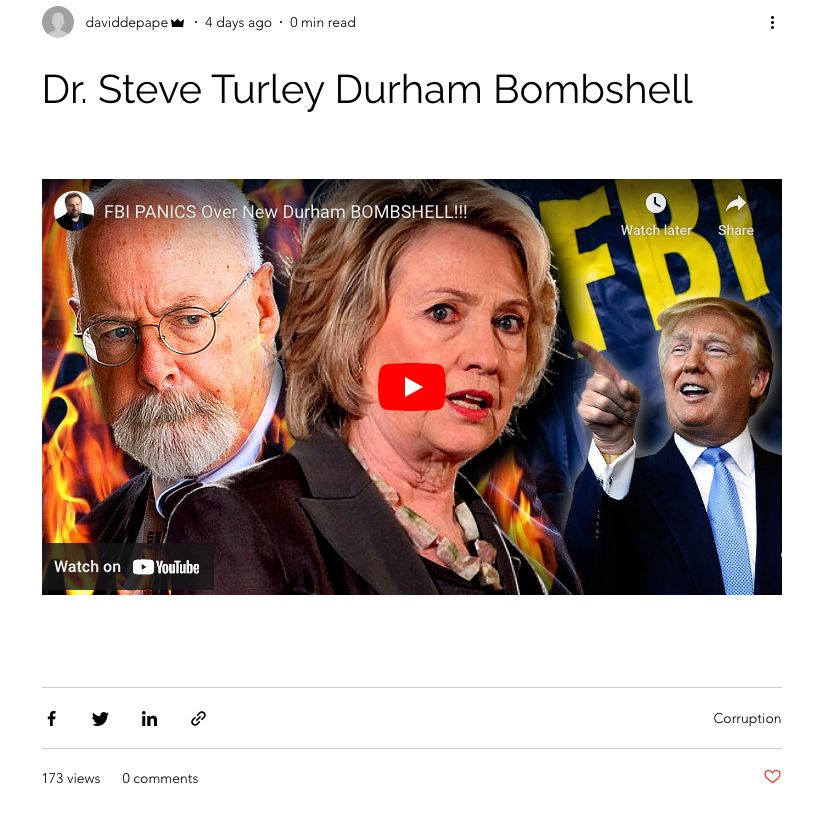 daviddepape · 4 days ago · 0 min read
Dr. Steve Turley Durham Bombshell
FBI PANICS Over New Durham BOMBSHELL!!!
Watch later
Share
FBI
Watch on YouTube
Corruption
173 views 0 comments